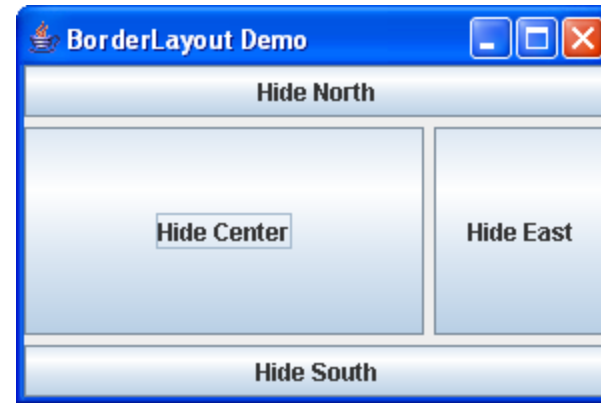 BorderLayout Demo
Hide North
Hide Center
Hide East
Hide South